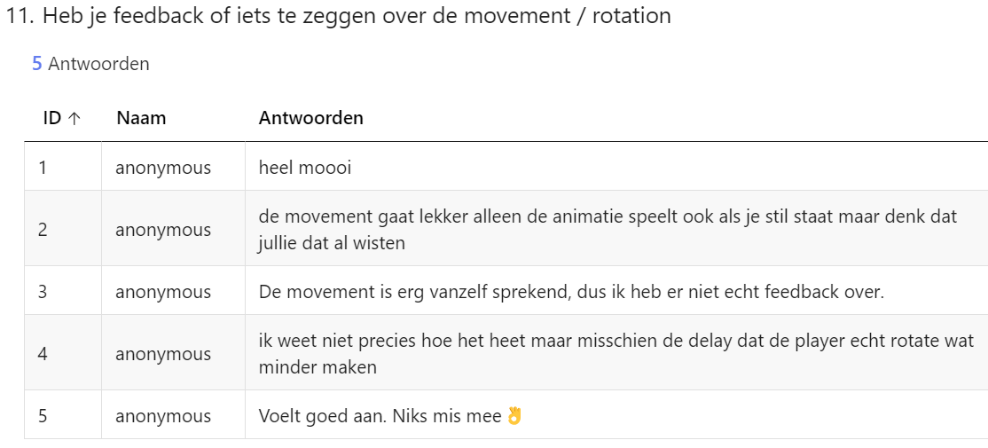 11. Heb je feedback of iets te zeggen over de movement / rotation
5 Antwoorden
ID ↑ Naam Antwoorden
1 anonymous heel moooi
2 anonymous de movement gaat lekker alleen de animatie speelt ook als je stil staat maar denk dat
jullie dat al wisten
3 anonymous De movement is erg vanzelf sprekend, dus ik heb er niet echt feedback over.
4 anonymous ik weet niet precies hoe het heet maar misschien de delay dat de player echt rotate wat
minder maken
5 anonymous Voelt goed aan. Niks mis mee 👌